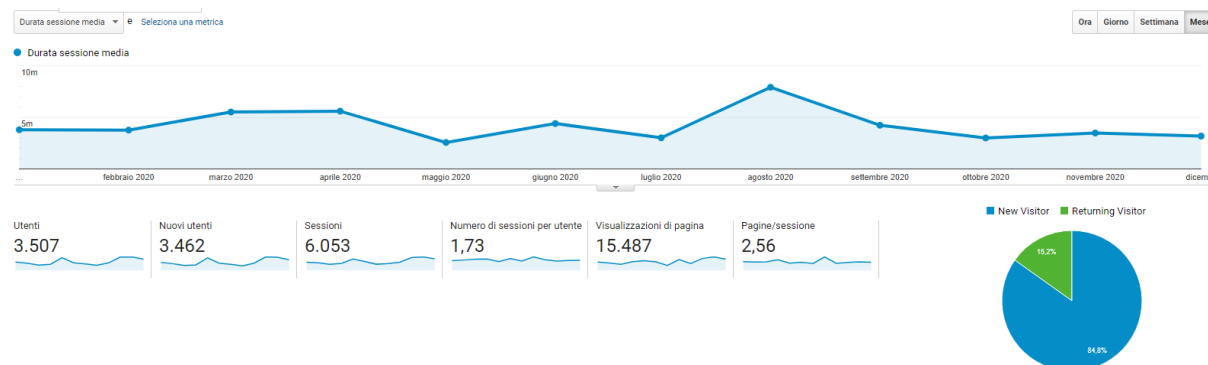 Durata sessione media e Seleziona una metrica
Ora Giorno Settimana Mese
Durata sessione media
10m
5m
... febbraio 2020 marzo 2020 aprile 2020 maggio 2020 giugno 2020 luglio 2020 agosto 2020 settembre 2020 ottobre 2020 novembre 2020 dicem
New Visitor Returning Visitor
Utenti Nuovi utenti Sessioni Numero di sessioni per utente Visualizzazioni di pagina Pagine/sessione
3.507 3.462 6.053 1,73 15.487 2,56
15,2%
84,8%